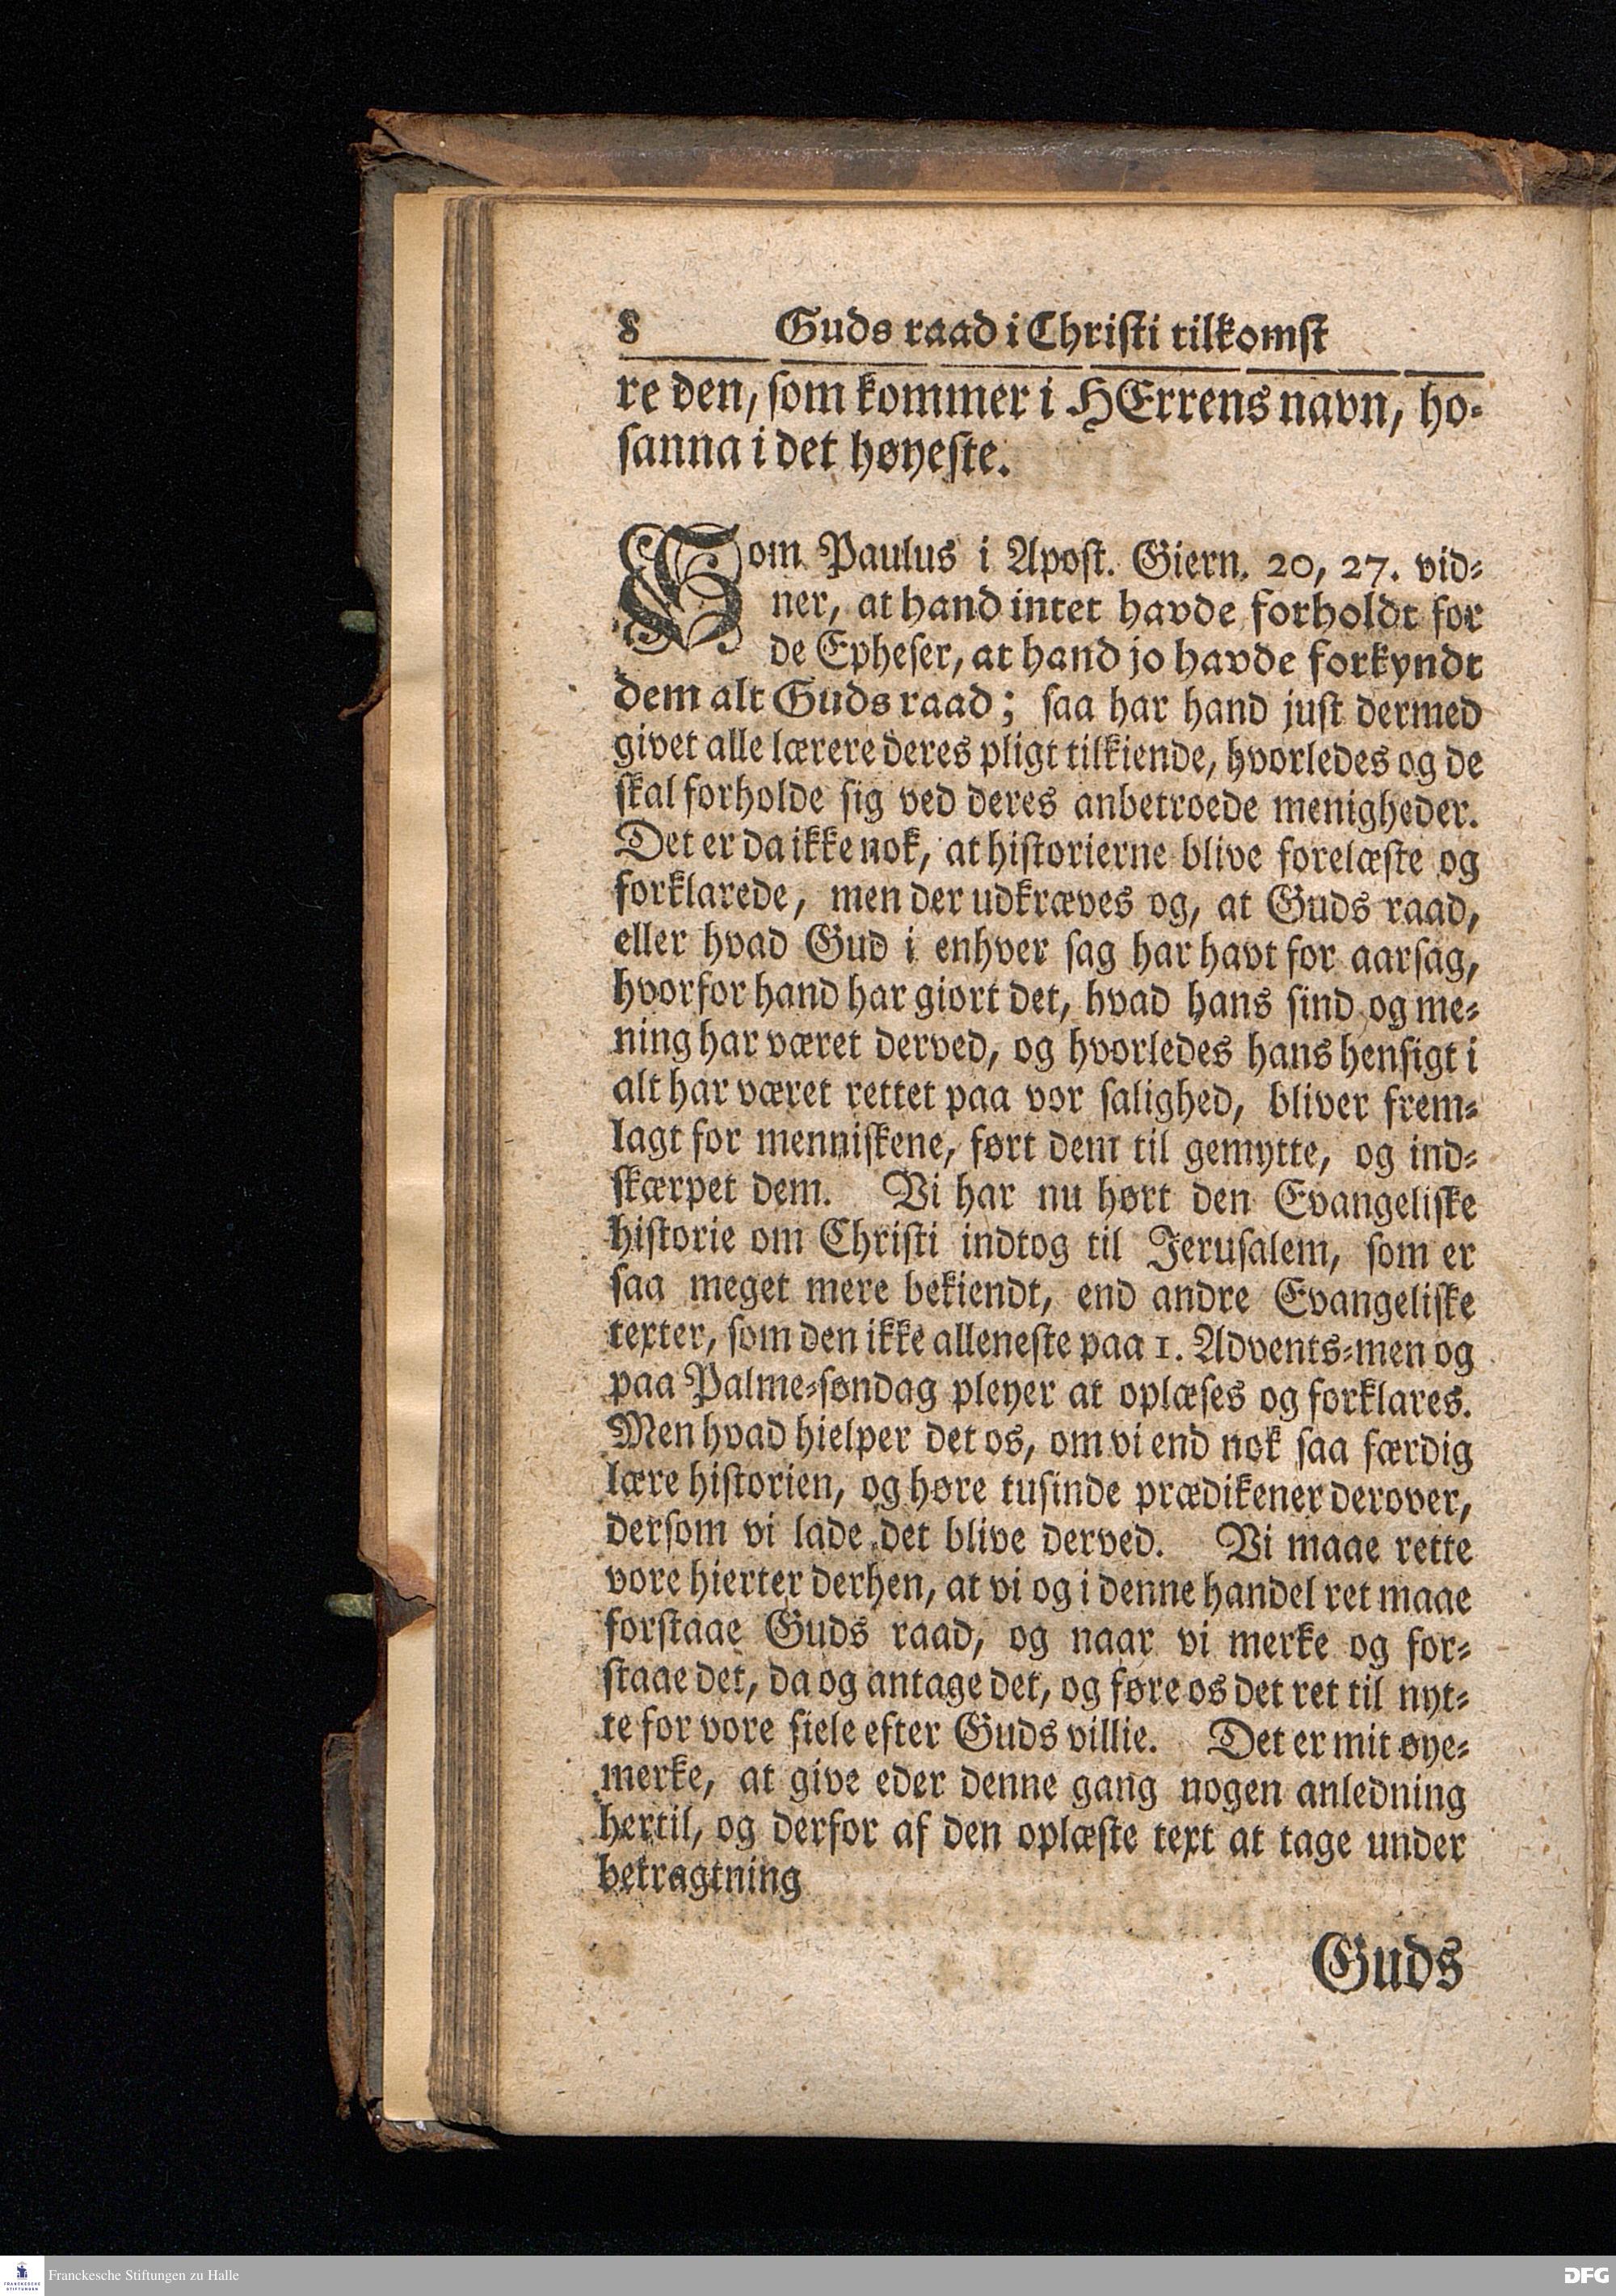 8 Guds raad i Christi tilkomst
re den, som kommer i HErrens navn, ho-
sanna i det høyeste.
Som Paulus i Apost. Giern. 20, 27. vid-
ner, at hand intet havde forholdt for
de Epheser, at hand jo havde forkyndt
dem alt Guds raad; saa har hand just dermed
givet alle lærere deres pligt tilkiende, hvorledes og de
skal forholde sig ved deres anbetroede menigheder.
Det er da ikke nok, at historierne blive forelæste og
forklarede, men der udkræves og, at Guds raad,
eller hvad Gud i enhver sag har havt for aarsag,
hvorfor hand har giort det, hvad hans sind og me-
ning har været derved, og hvorledes hans hensigt i
alt har været rettet paa vor salighed, bliver frem-
lagt for menniskene, ført dem til gemytte, og ind-
skærpet dem. Vi har nu hørt den Evangeliske
historie om Christi indtog til Jerusalem, som er
saa meget mere bekiendt, end andre Evangeliske
texter, som den ikke alleneste paa 1. Advents-men og
paa Palme-søndag pleyer at oplæses og forklares.
Men hvad hielper det os, om vi end nok saa færdig
lære historien, og høre tusinde prædikener derover,
dersom vi lade det blive derved. Vi maae rette
vore hierter derhen, at vi og i denne handel ret maae
forstaae Guds raad, og naar vi merke og for-
staae det, da og antage det, og føre os det ret til nyt-
te for vore siele efter Guds villie. Det er mit øye-
merke, at give eder denne gang nogen anledning
hertil, og derfor af den oplæste text at tage under
betragtning
Guds
FRANCKESCHE STIFTUNGEN
Franckesche Stiftungen zu Halle
DFG